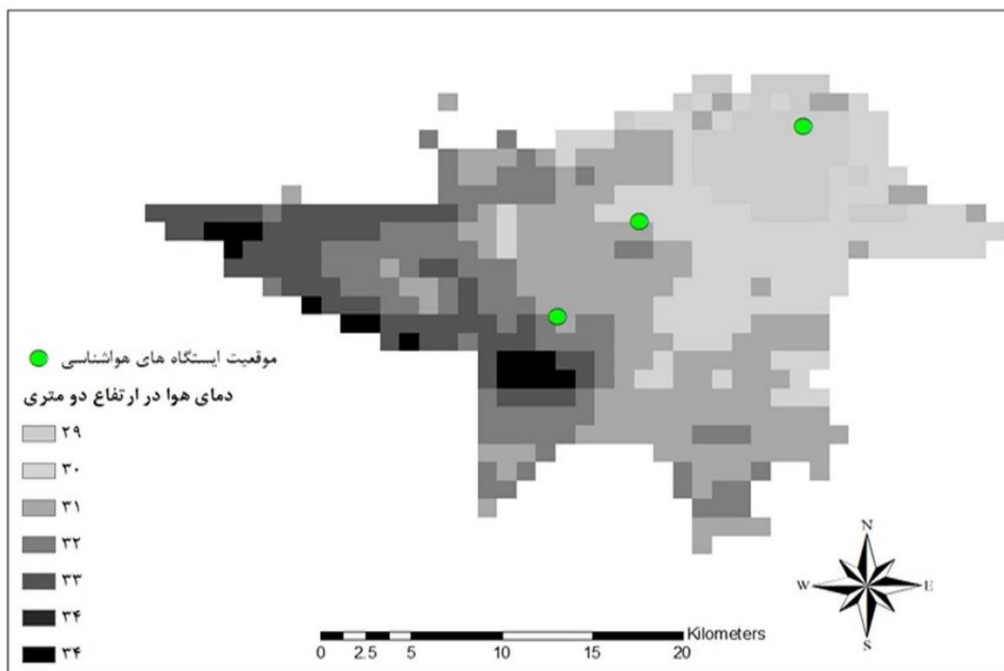 موقعیت ایستگاه های هواشناسی
دمای هوا در ارتفاع دو متری
۲۹
۳۰
۳۱
۳۲
۳۳
۳۴
۳۴
N
W E
S
Kilometers
0 2.5 5 10 15 20